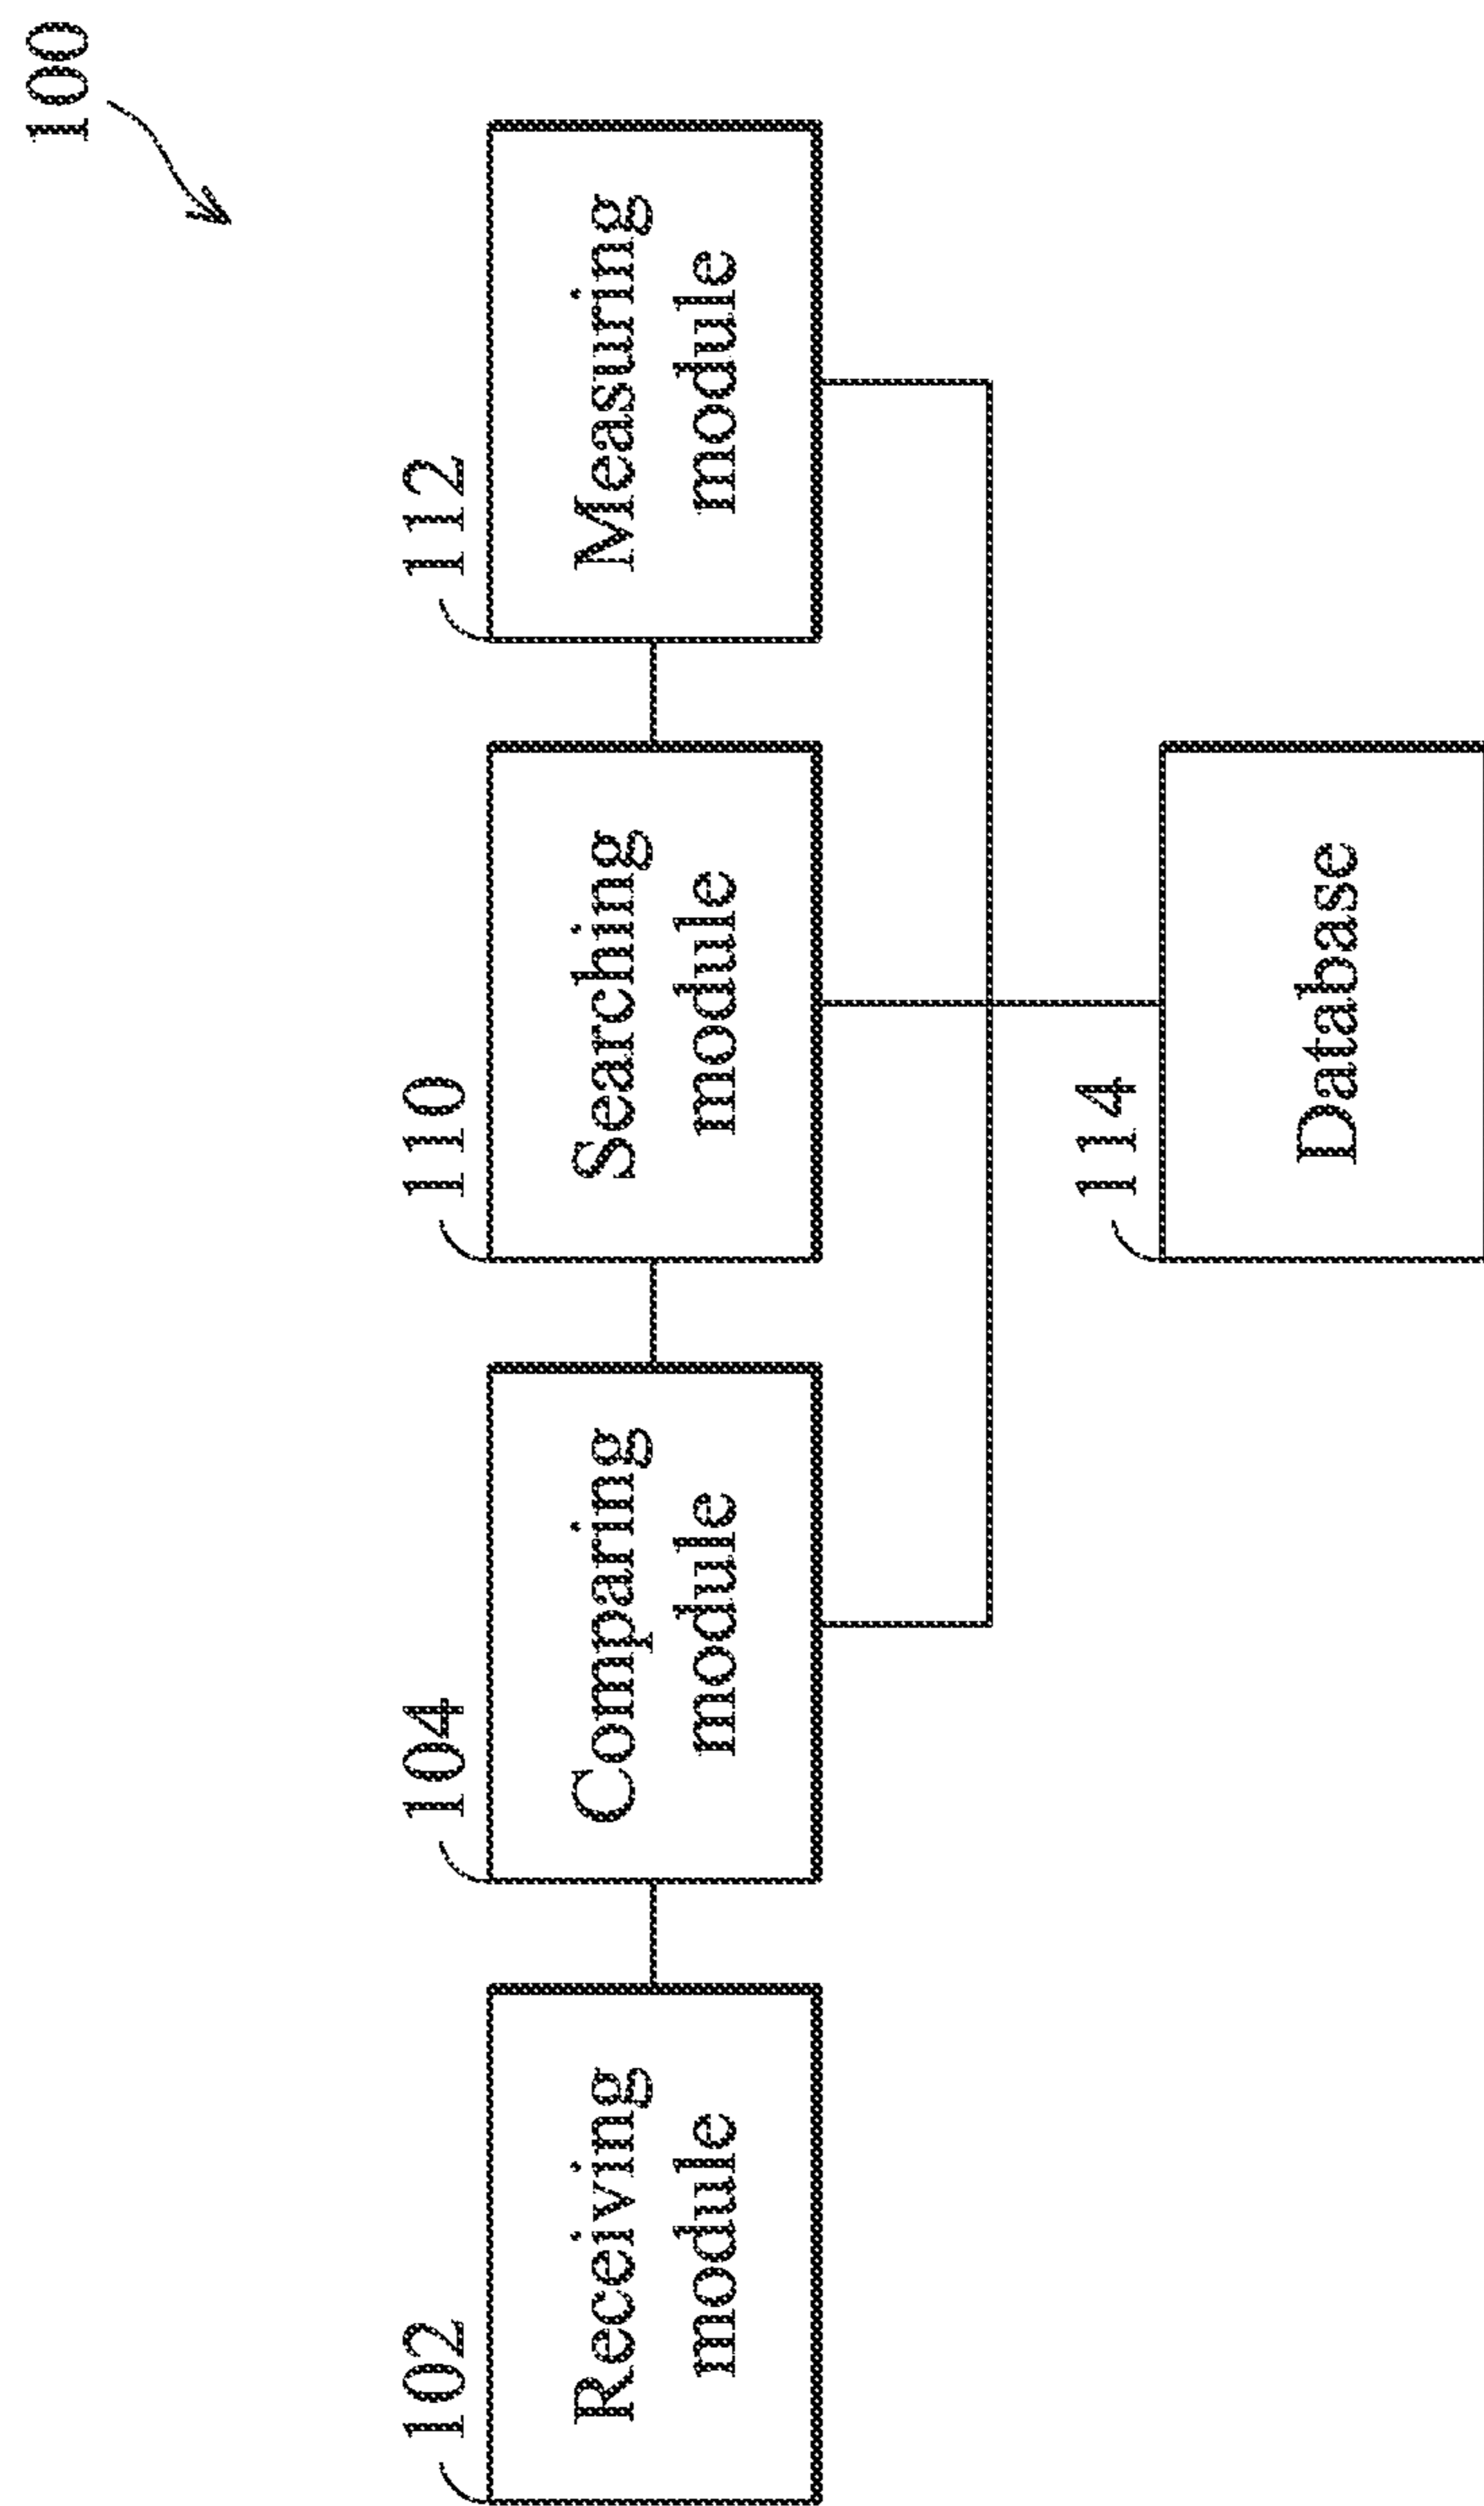 100
102
Receiving
module
104
Comparing
module
110
Searching
module
112
Measuring
module
114
Database